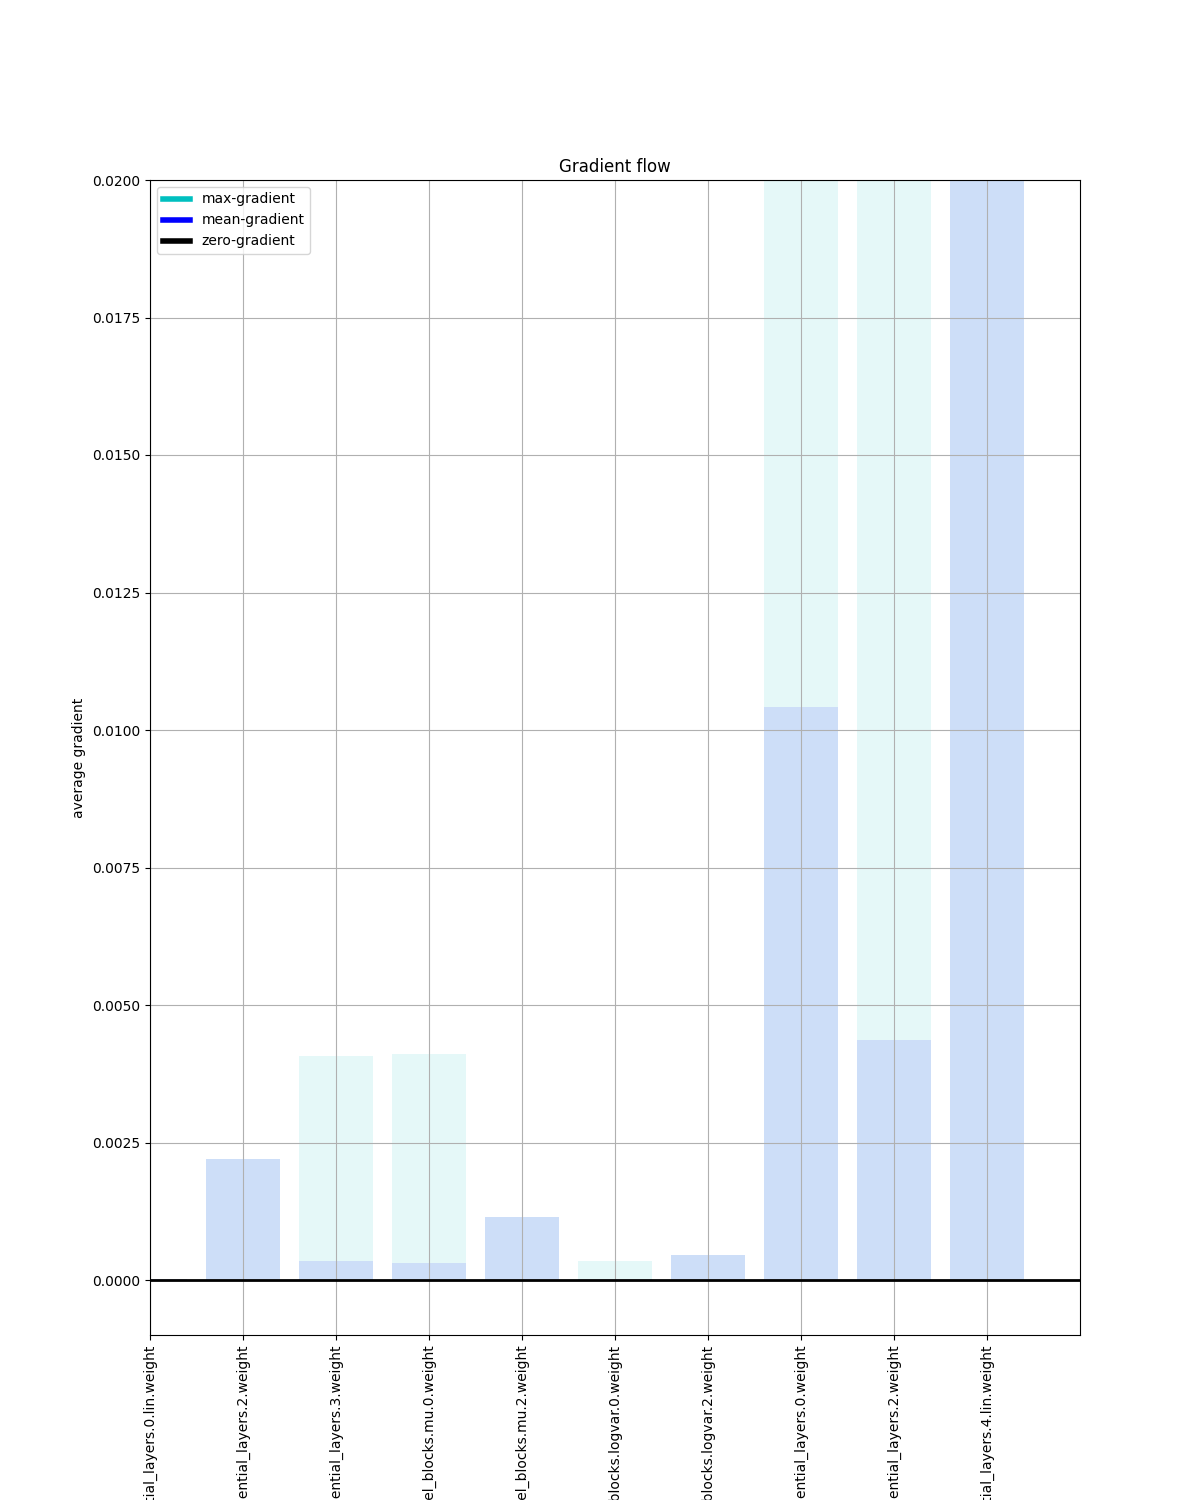 Gradient flow
max-gradient
mean-gradient
zero-gradient
0.0200
0.0175
0.0150
0.0125
0.0100
0.0075
0.0050
0.0025
0.0000
average gradient
tial_layers.0.lin.weight
ential_layers.2.weight
ential_layers.3.weight
el_blocks.mu.0.weight
el_blocks.mu.2.weight
blocks.logvar.0.weight
blocks.logvar.2.weight
ential_layers.0.weight
ential_layers.2.weight
tial_layers.4.lin.weight